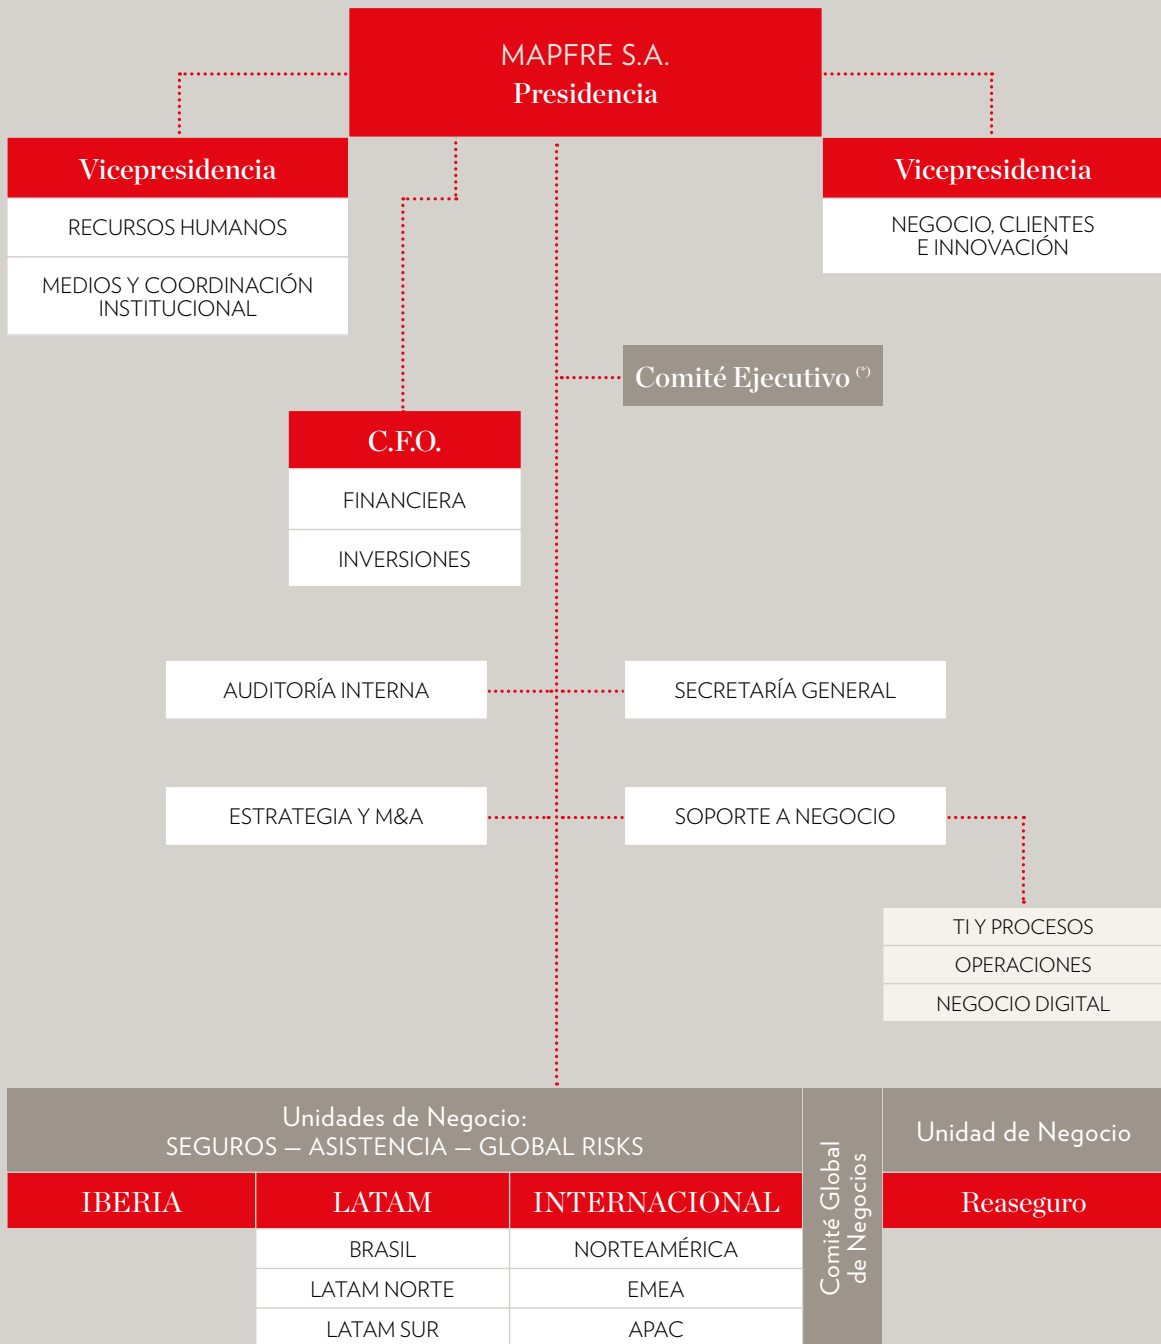 MAPFRE S.A.
Presidencia
Vicepresidencia
RECURSOS HUMANOS
MEDIOS Y COORDINACIÓN
INSTITUCIONAL
Vicepresidencia
NEGOCIO, CLIENTES
E INNOVACIÓN
Comité Ejecutivo (*)
C.F.O.
FINANCIERA
INVERSIONES
AUDITORÍA INTERNA
SECRETARÍA GENERAL
ESTRATEGIA Y M&A
SOPORTE A NEGOCIO
TI Y PROCESOS
OPERACIONES
NEGOCIO DIGITAL
Unidades de Negocio:
SEGUROS — ASISTENCIA — GLOBAL RISKS
IBERIA
LATAM
BRASIL
LATAM NORTE
LATAM SUR
INTERNACIONAL
NORTEAMÉRICA
EMEA
APAC
Comité Global
de Negocios
Unidad de Negocio
Reaseguro